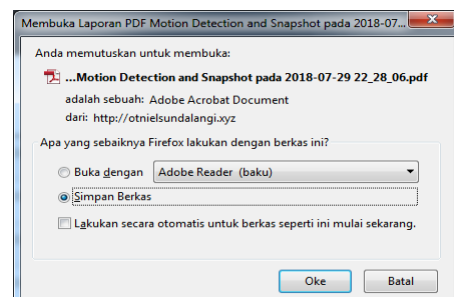 Membuka Laporan PDF Motion Detection and Snapshot pada 2018-07...
Anda memutuskan untuk membuka:
...Motion Detection and Snapshot pada 2018-07-29 22_28_06.pdf
adalah sebuah: Adobe Acrobat Document
dari: http://otnielsundalangi.xyz
Apa yang sebaiknya Firefox lakukan dengan berkas ini?
Buka dengan Adobe Reader (baku)
Simpan Berkas
Lakukan secara otomatis untuk berkas seperti ini mulai sekarang.
Oke Batal